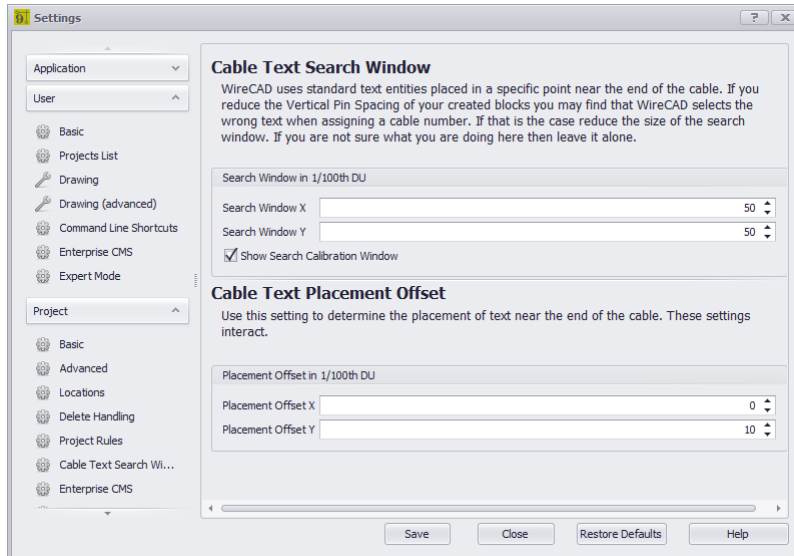 9
Settings
?
Application
User
Basic
Projects List
Drawing
Drawing (advanced)
Command Line Shortcuts
Enterprise CMS
Expert Mode
Project
Basic
Advanced
Locations
Delete Handling
Project Rules
Cable Text Search Wi...
Enterprise CMS
Cable Text Search Window
WireCAD uses standard text entities placed in a specific point near the end of the cable. If you
reduce the Vertical Pin Spacing of your created blocks you may find that WireCAD selects the
wrong text when assigning a cable number. If that is the case reduce the size of the search
window. If you are not sure what you are doing here then leave it alone.
Search Window in 1/100th DU
Search Window X 50
Search Window Y 50
Show Search Calibration Window
Cable Text Placement Offset
Use this setting to determine the placement of text near the end of the cable. These settings
interact.
Placement Offset in 1/100th DU
Placement Offset X 0
Placement Offset Y 10
Save Close Restore Defaults Help